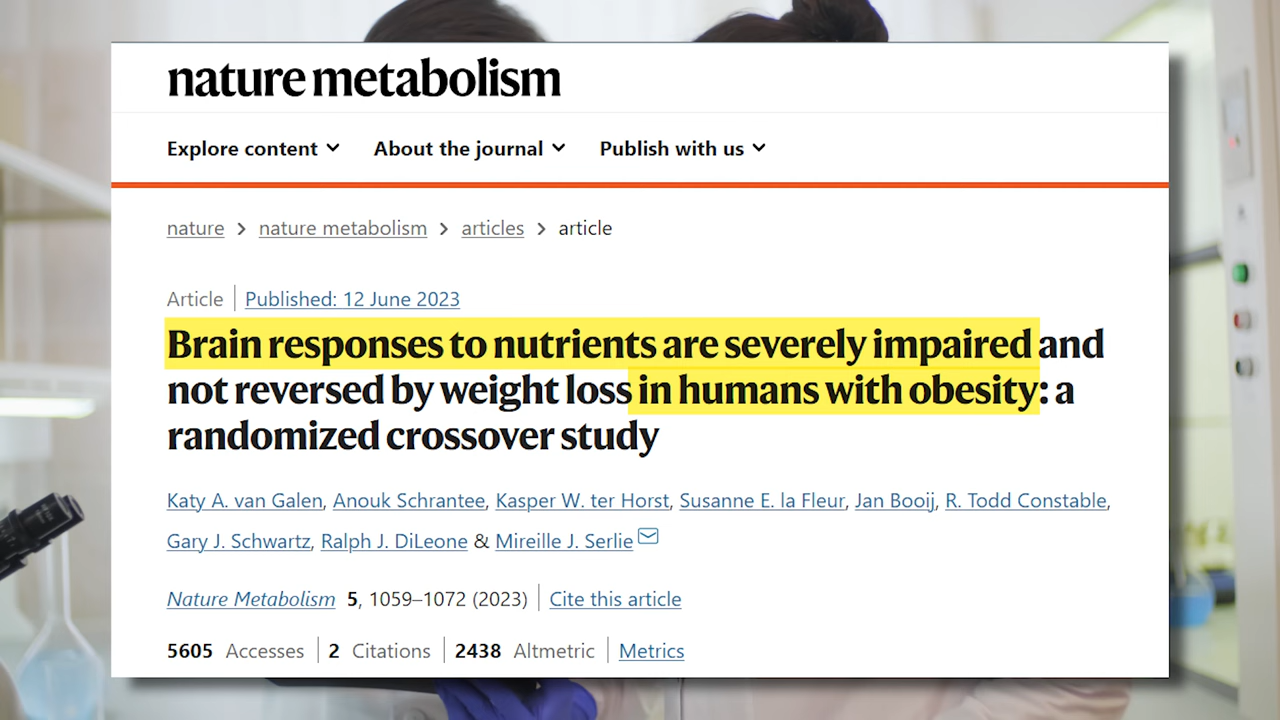 nature metabolism
Explore content About the journal Publish with us
nature > nature metabolism > articles > article
Article | Published: 12 June 2023
Brain responses to nutrients are severely impaired and
not reversed by weight loss in humans with obesity: a
randomized crossover study
Katy A. van Galen, Anouk Schrantee, Kasper W. ter Horst, Susanne E. la Fleur, Jan Booij, R. Todd Constable,
Gary J. Schwartz, Ralph J. DiLeone & Mireille J. Serlie
Nature Metabolism 5, 1059–1072 (2023) | Cite this article
5605 Accesses | 2 Citations | 2438 Altmetric | Metrics